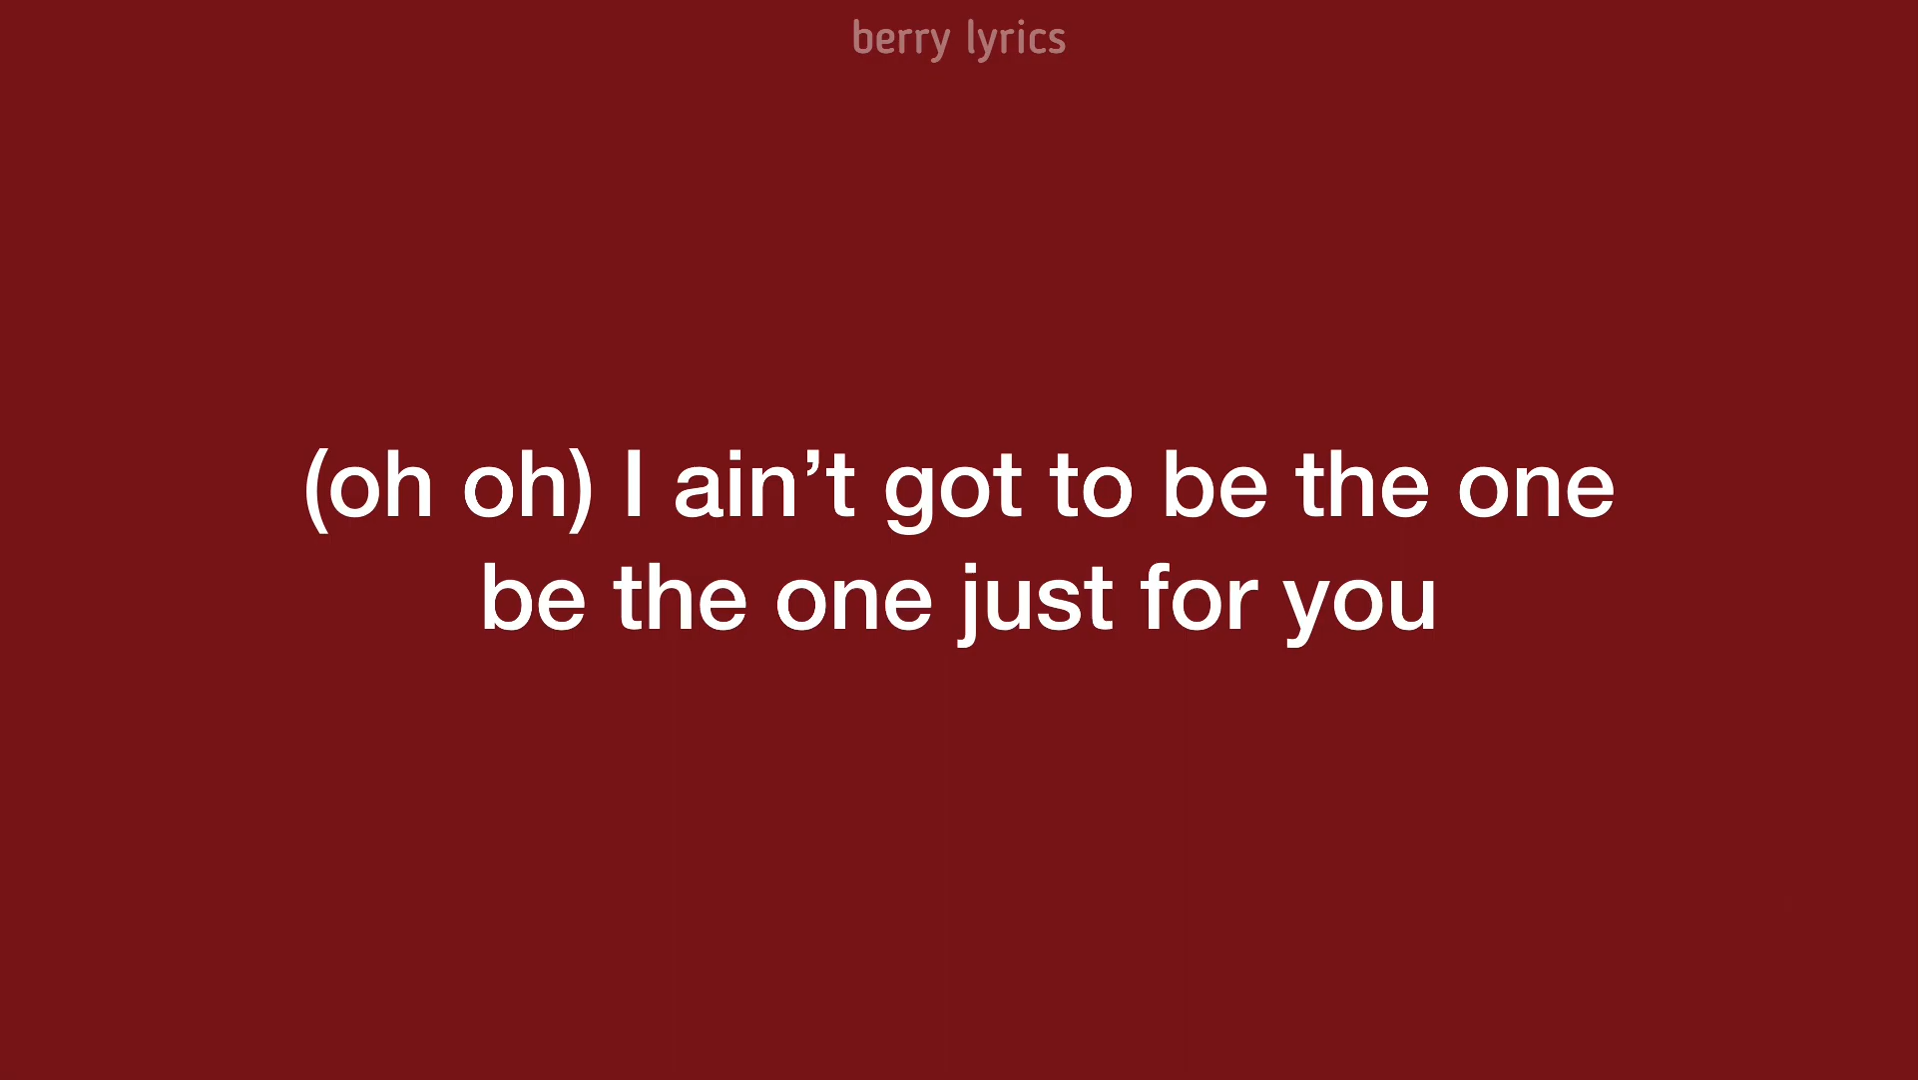 berry lyrics
(oh oh) I ain’t got to be the one
be the one just for you